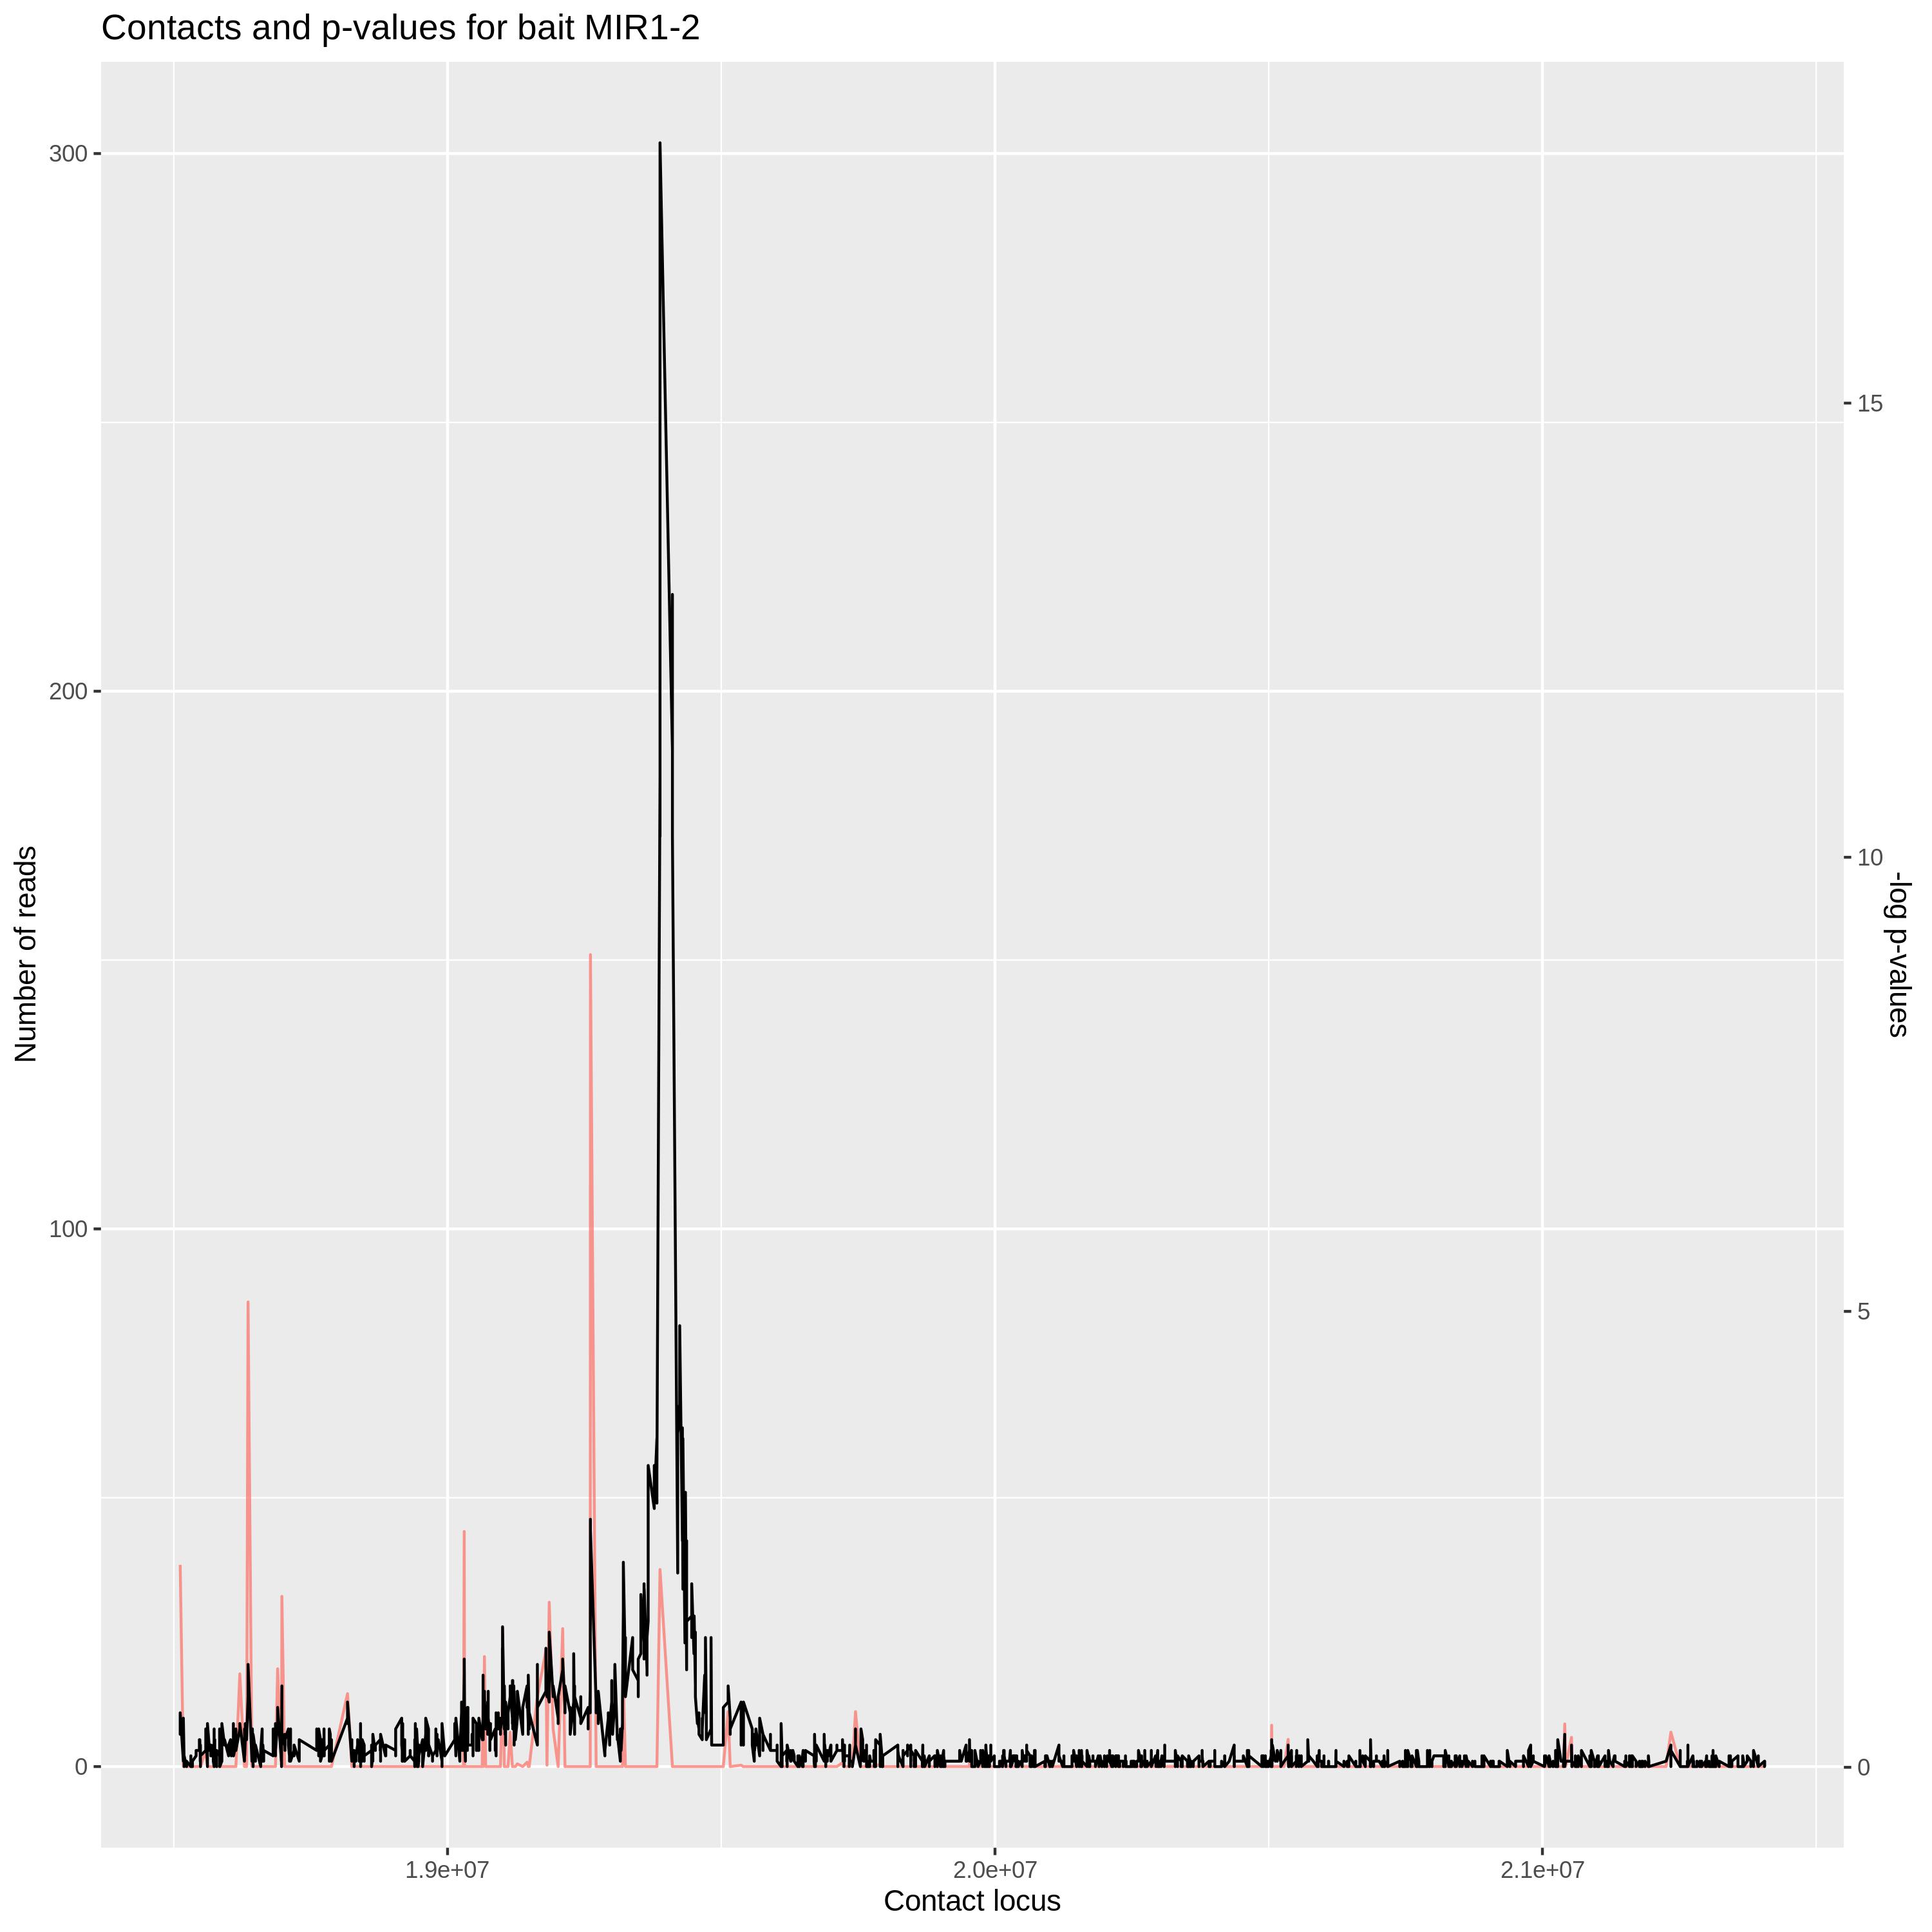 Contacts and p-values for bait MIR1-2
300
200
100
0
Number of reads
15
10
5
0
-log p-values
1.9e+07
2.0e+07
2.1e+07
Contact locus